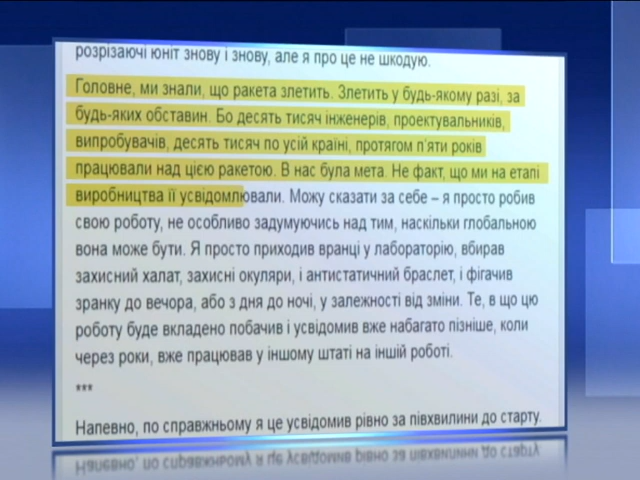 розрізаючі юніт знову і знову, але я про це не шкодую.
Головне, ми знали, що ракета злетить. Злетить у будь-якому разі, за
будь-яких обставин. Бо десять тисяч інженерів, проектувальників,
випробувачів, десять тисяч по усій країні, протягом п'яти років
працювали над цією ракетою. В нас була мета. Не факт, що ми на етапі
виробництва її усвідомлювали. Можу сказати за себе – я просто робив
свою роботу, не особливо задумуючись над тим, наскільки глобальною
вона може бути. Я просто приходив вранці у лабораторію, вбирав
захисний халат, захисні окуляри, і антистатичний браслет, і фігачив
зранку до вечора, або з дня до ночі, у залежності від зміни. Те, в що цю
роботу буде вкладено побачив і усвідомив вже набагато пізніше, коли
через роки, вже працював у іншому штаті на іншій роботі.
***
Напевно, по справжньому я це усвідомив рівно за півхвилини до старту.